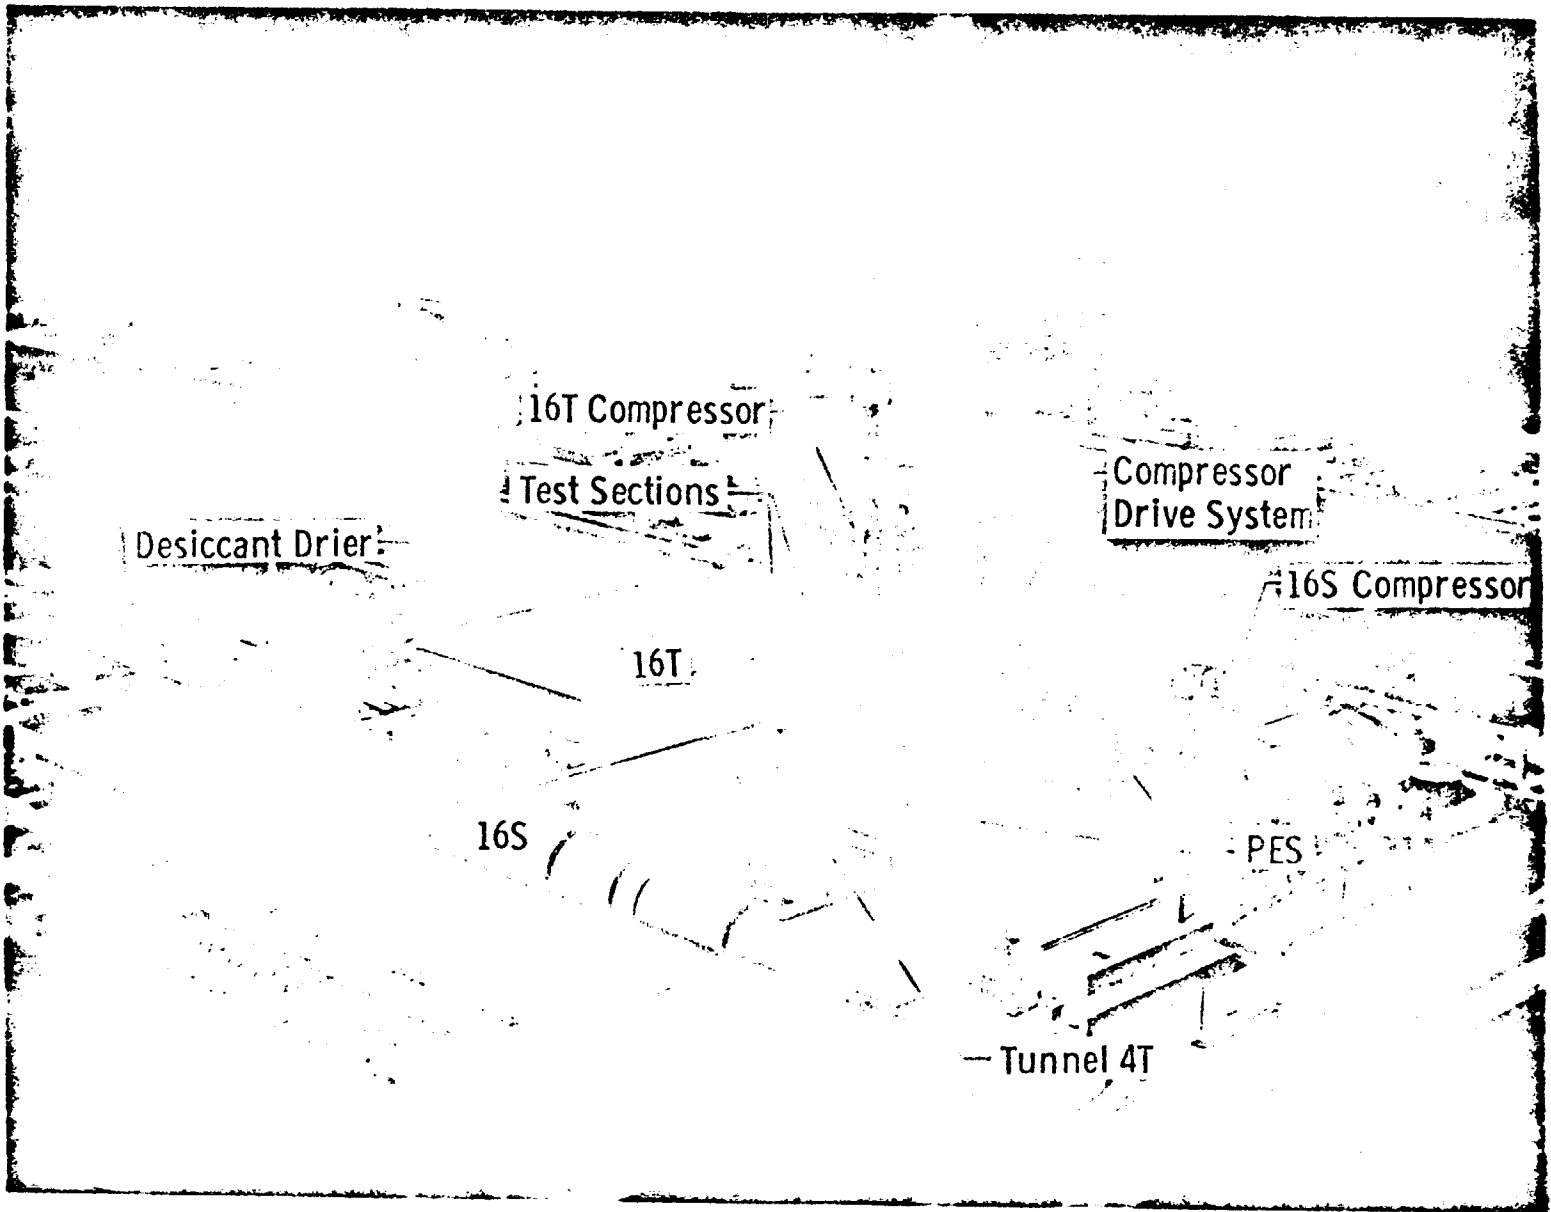 16T Compressor
Test Sections
Compressor
Drive System
Desiccant Drier
16S Compressor
16T
16S
PES
Tunnel 4T